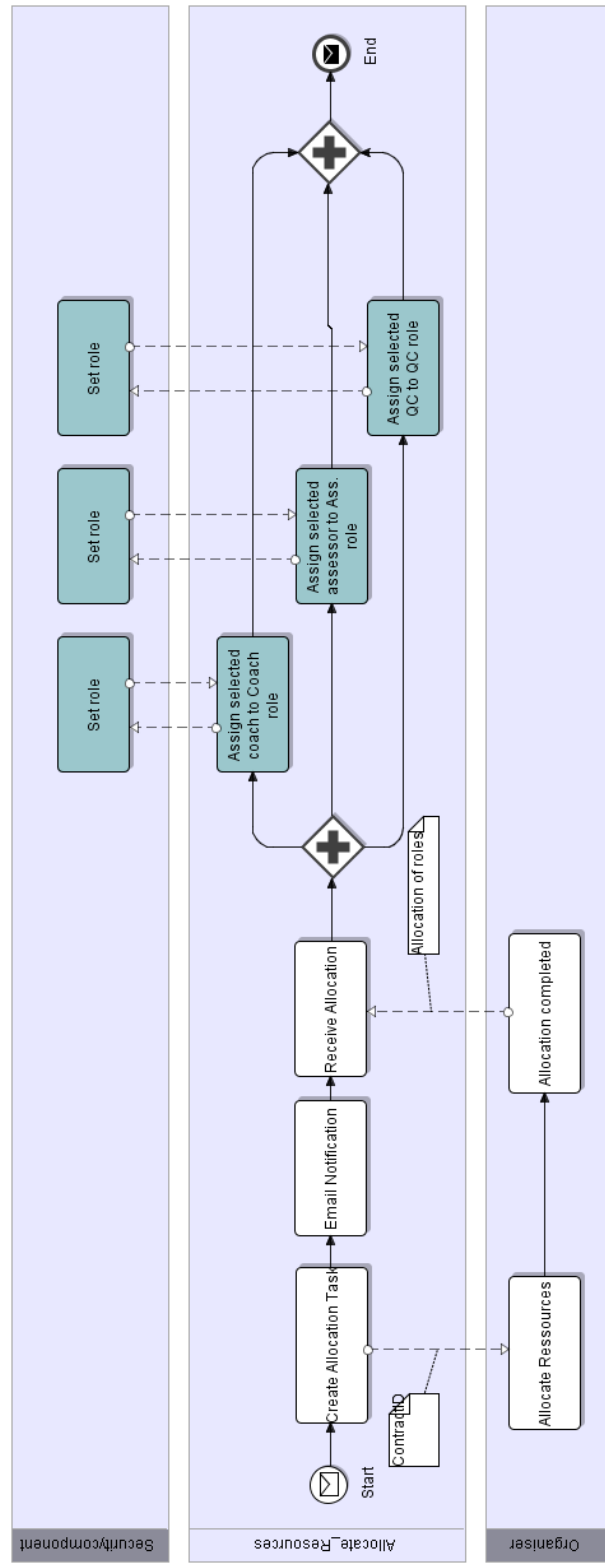 Securitycomponent
Set role
Set role
Set role
Allocate_Resources
Start
Create Allocation Task
Email Notification
Receive Allocation
Assign selected
coach to Coach
role
Assign selected
assessor to Ass.
role
Assign selected
QC to QC role
End
ContractID
Allocation of roles
Organiser
Allocate Ressources
Allocation completed